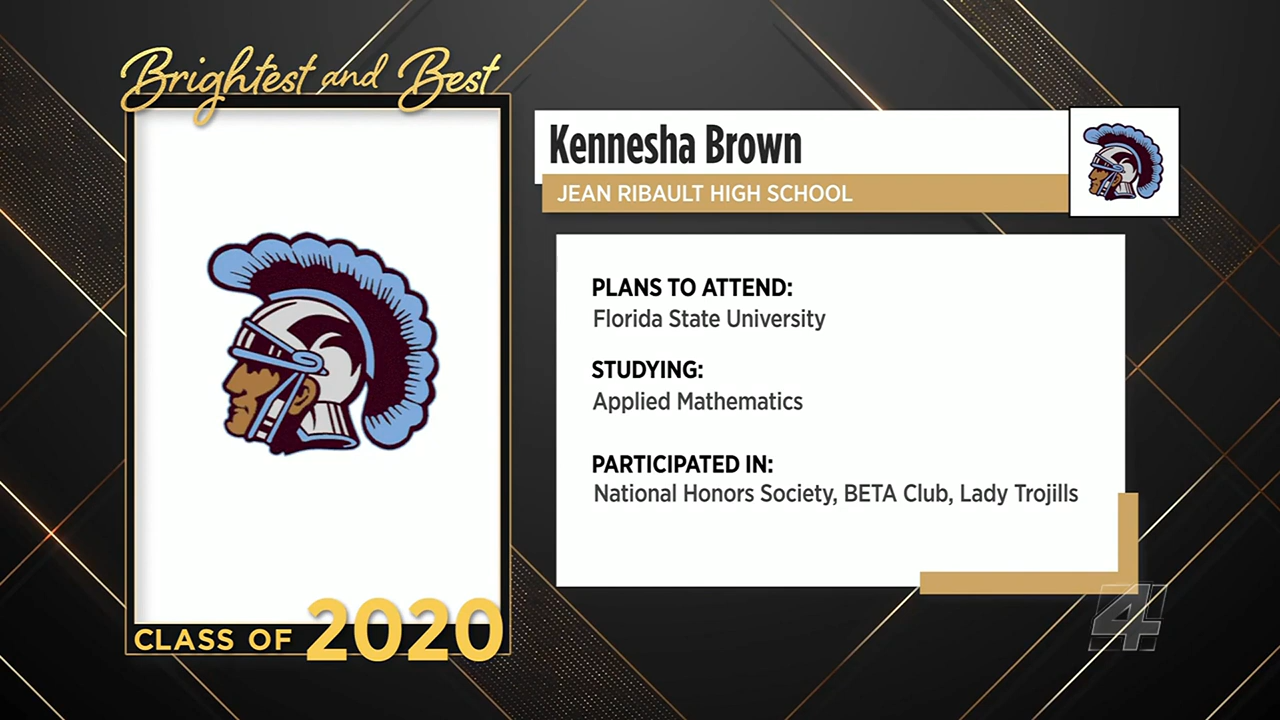 Brightest and Best
Kennesha Brown
JEAN RIBAULT HIGH SCHOOL
PLANS TO ATTEND:
Florida State University
STUDYING:
Applied Mathematics
PARTICIPATED IN:
National Honors Society, BETA Club, Lady Trojills
CLASS OF 2020
4